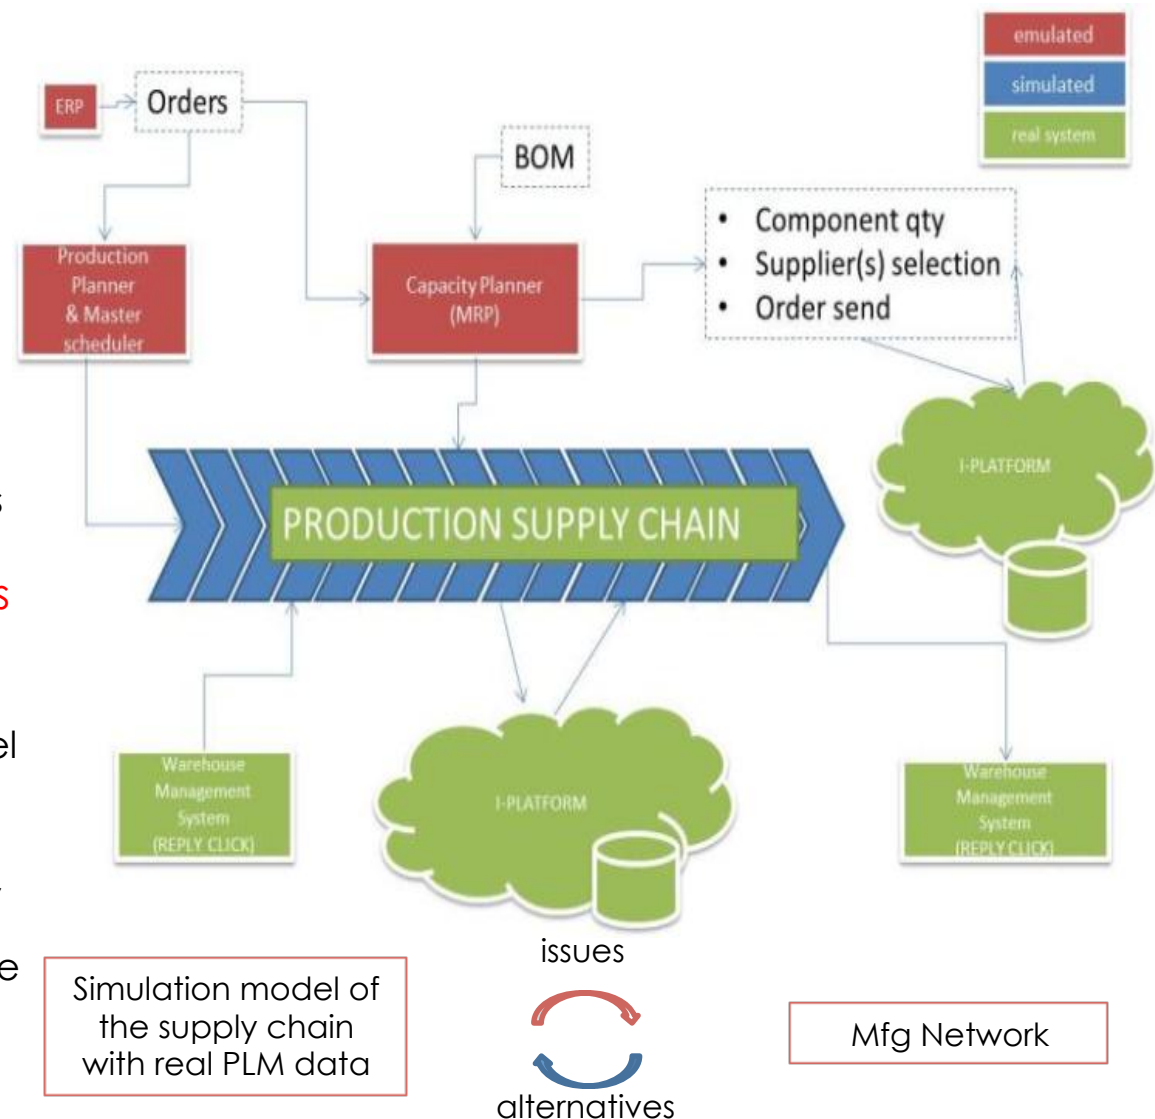 emulated
simulated
real system
ERP
Orders
BOM
• Component qty
• Supplier(s) selection
• Order send
Production
Planner
& Master
scheduler
Capacity Planner
(MRP)
I-PLATFORM
PRODUCTION SUPPLY CHAIN
s
S
el
Warehouse
Management
System
(REPLY CLICK)
I-PLATFORM
Warehouse
Management
System
(REPLY CLICK)
e
issues
Simulation model of
the supply chain
with real PLM data
Mfg Network
alternatives